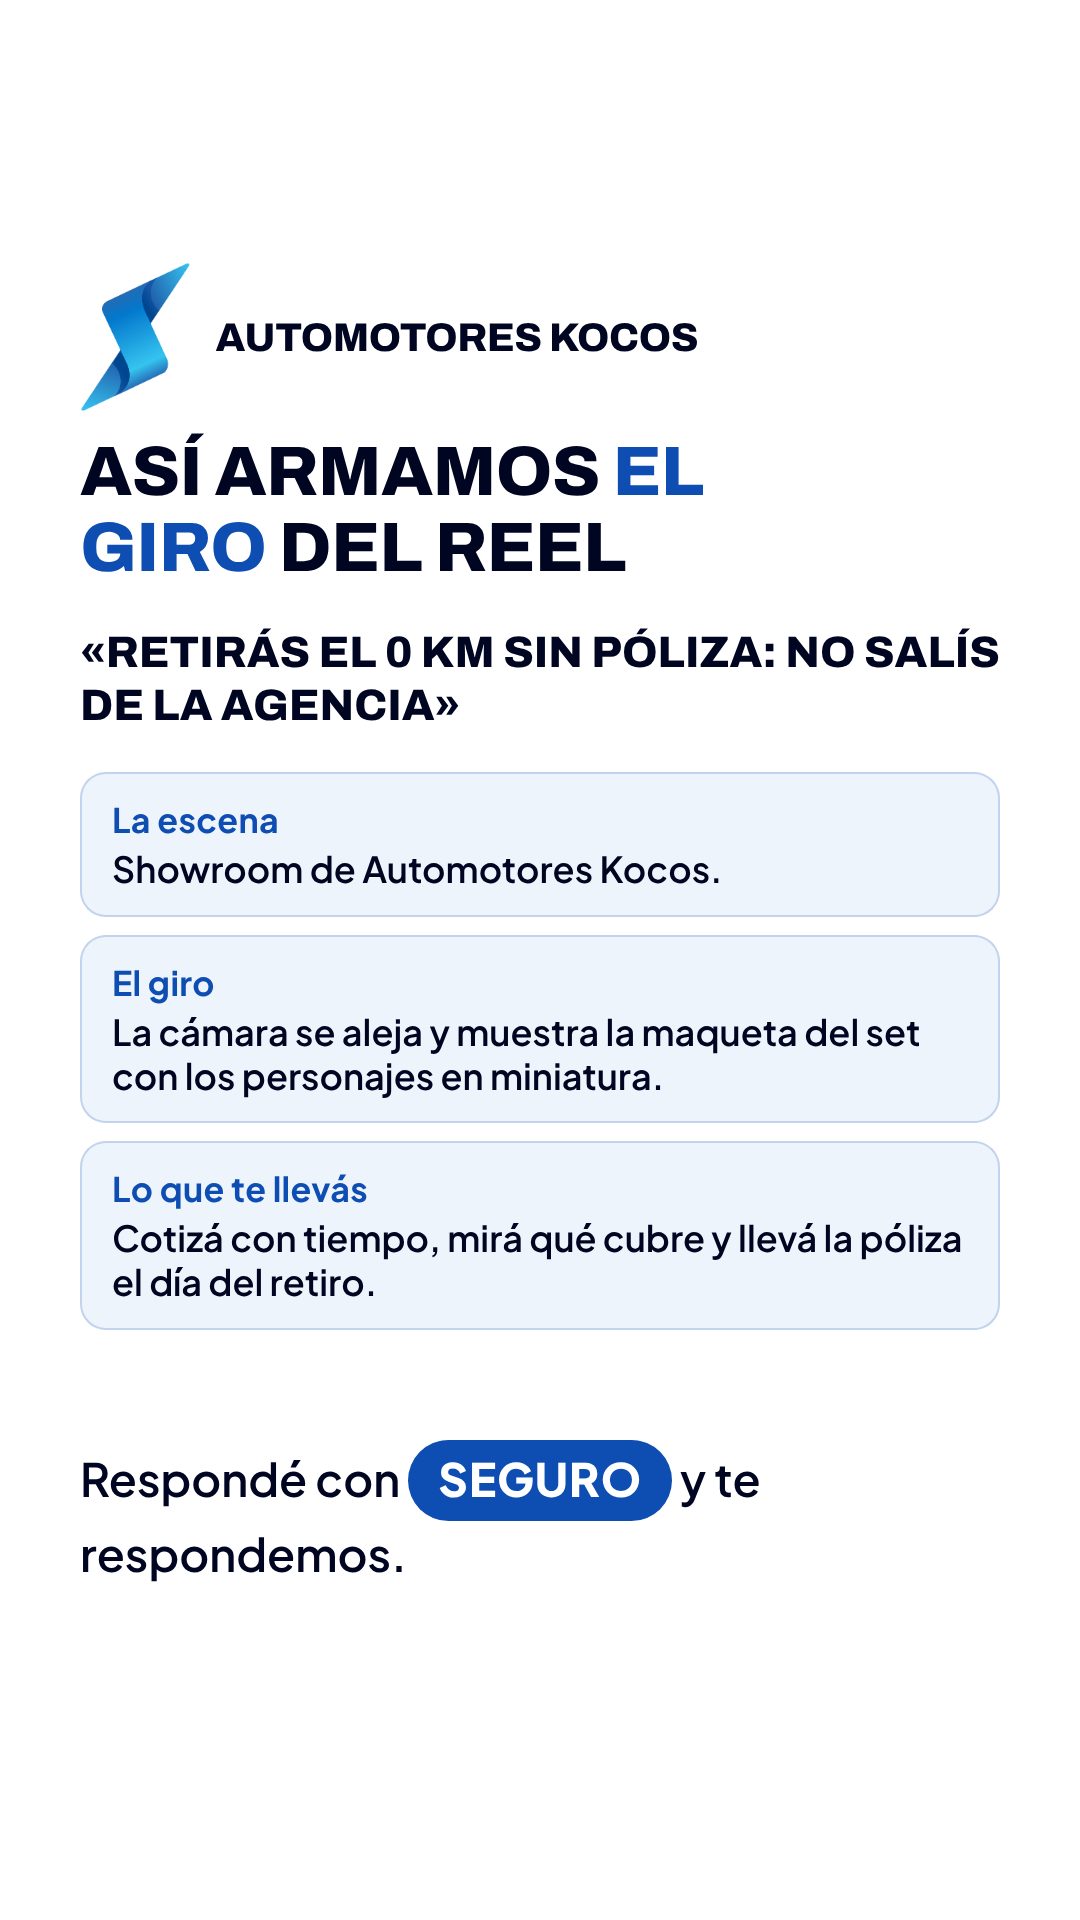 AUTOMOTORES KOCOS
ASÍ ARMAMOS EL
GIRO DEL REEL
«RETIRÁS EL 0 KM SIN PÓLIZA: NO SALÍS
DE LA AGENCIA»
La escena
Showroom de Automotores Kocos.
El giro
La cámara se aleja y muestra la maqueta del set
con los personajes en miniatura.
Lo que te llevás
Cotizá con tiempo, mirá qué cubre y llevá la póliza
el día del retiro.
Respondé con SEGURO y te
respondemos.